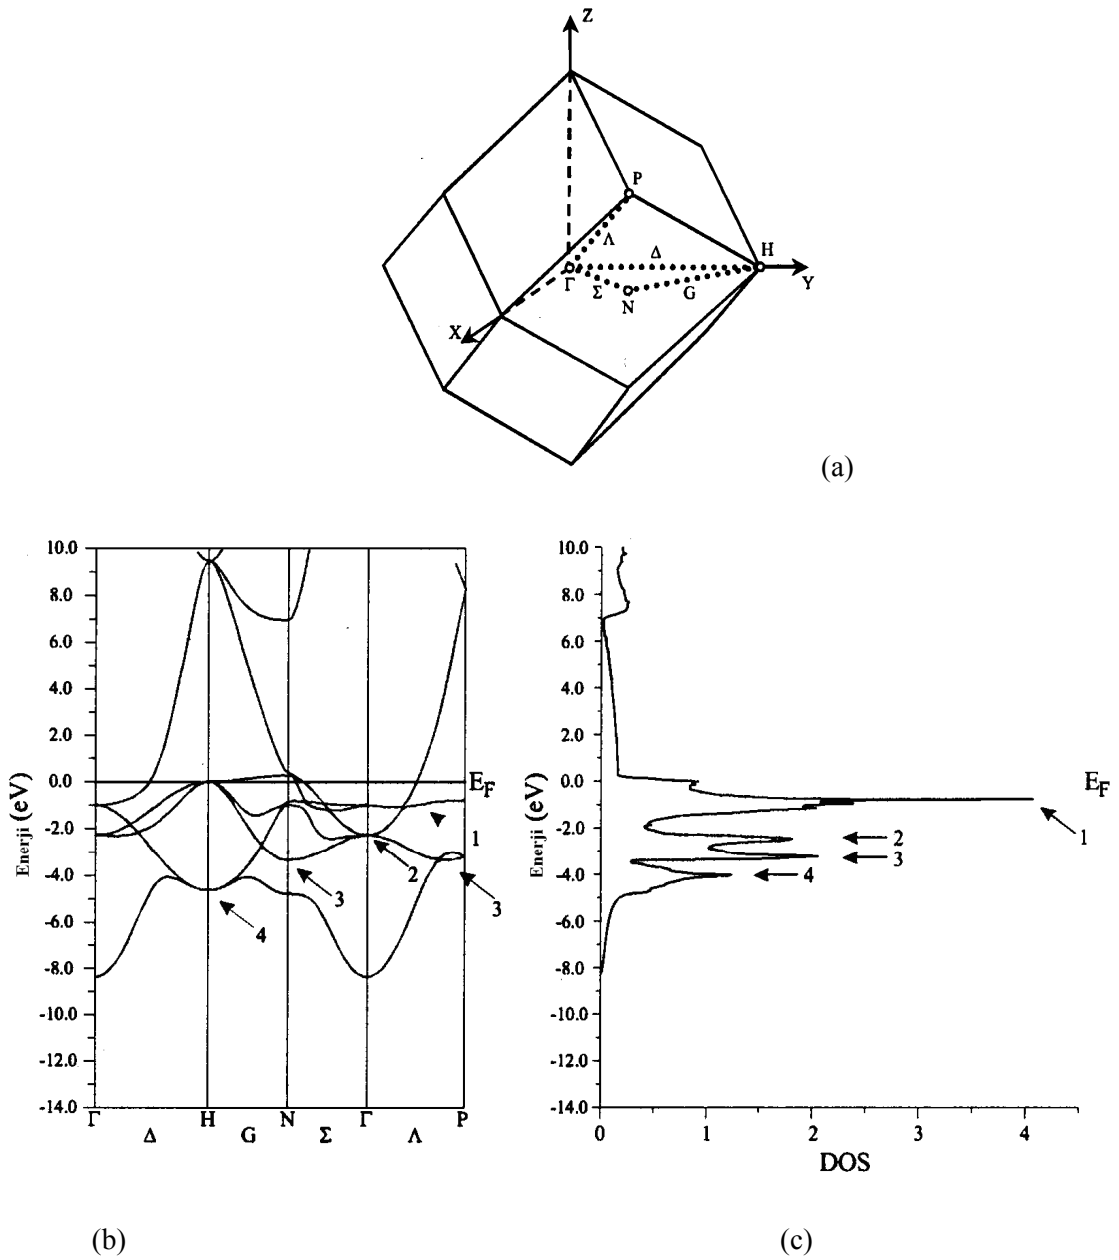 Z
P
Λ
Δ
H
Γ
Σ
N
G
Y
X
(a)
10.0
8.0
6.0
4.0
2.0
0.0
-2.0
-4.0
-6.0
-8.0
-10.0
-12.0
-14.0
Enerji (eV)
E_F
1
2
3
3
4
Γ
H
N
Γ
P
Δ
G
Σ
Λ
(b)
10.0
8.0
6.0
4.0
2.0
0.0
-2.0
-4.0
-6.0
-8.0
-10.0
-12.0
-14.0
Enerji (eV)
E_F
1
2
3
4
0 1 2 3 4
DOS
(c)